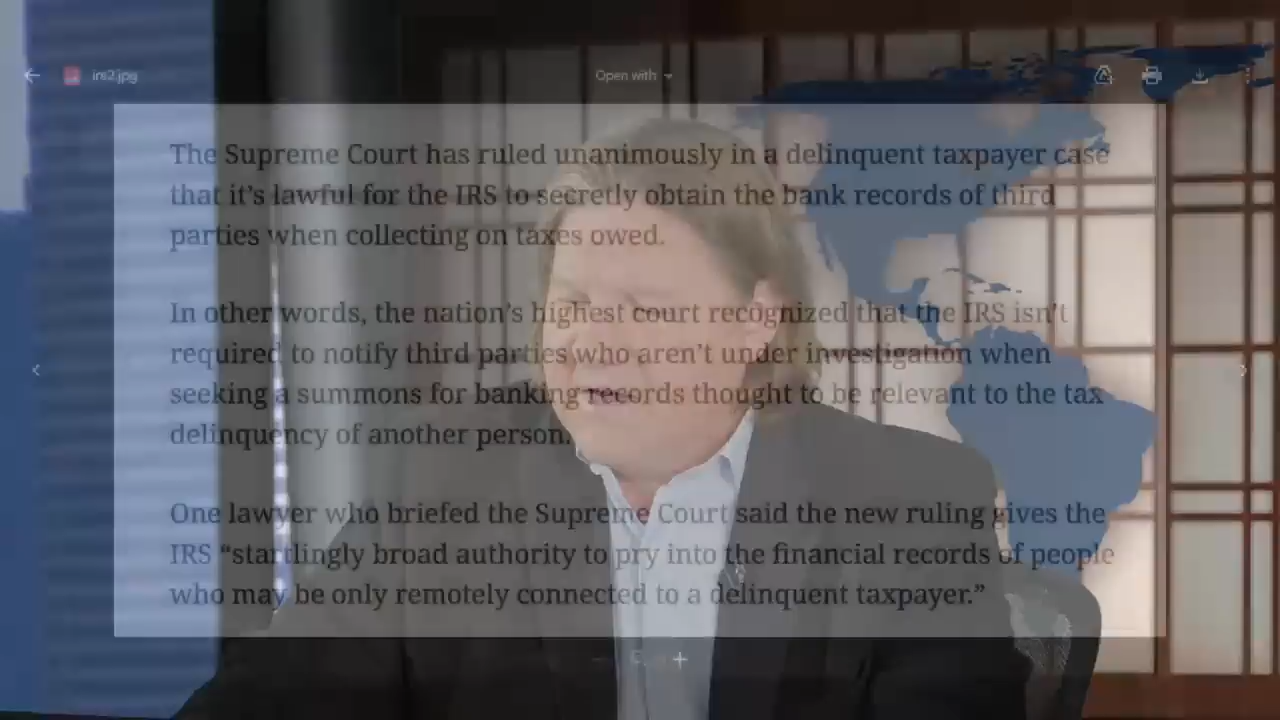 irs2.jpg
Open with
The Supreme Court has ruled unanimously in a delinquent taxpayer case
that it's lawful for the IRS to secretly obtain the bank records of third
parties when collecting on taxes owed.
In other words, the nation's highest court recognized that the IRS isn't
required to notify third parties who aren't under investigation when
seeking a summons for banking records thought to be relevant to the tax
delinquency of another person.
One lawyer who briefed the Supreme Court said the new ruling gives the
IRS “startlingly broad authority to pry into the financial records of people
who may be only remotely connected to a delinquent taxpayer.”